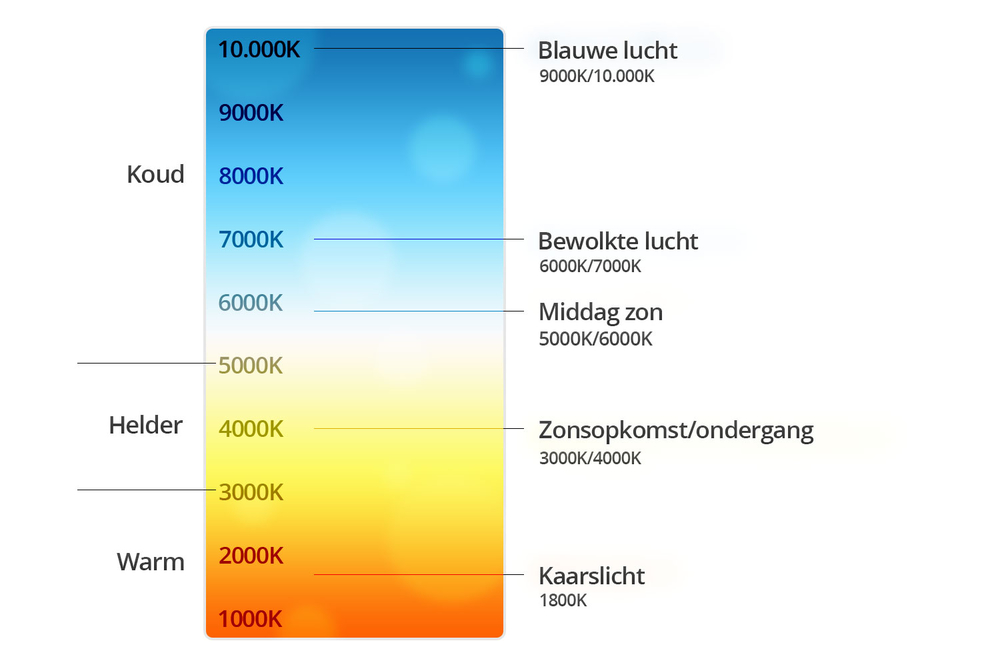 10.000K
9000K
8000K
7000K
6000K
5000K
4000K
3000K
2000K
1000K
Koud
Helder
Warm
Blauwe lucht
9000K/10.000K
Bewolkte lucht
6000K/7000K
Middag zon
5000K/6000K
Zonsopkomst/ondergang
3000K/4000K
Kaarslicht
1800K